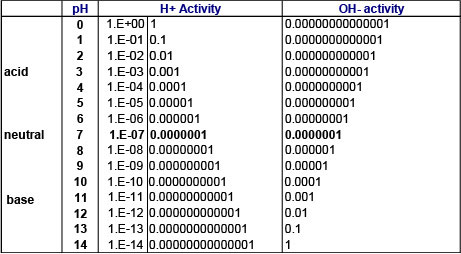 pH H+ Activity OH- activity
0 1.E+00 1 0.00000000000001
1 1.E-01 0.1 0.0000000000001
2 1.E-02 0.01 0.000000000001
acid 3 1.E-03 0.001 0.00000000001
4 1.E-04 0.0001 0.0000000001
5 1.E-05 0.00001 0.000000001
6 1.E-06 0.000001 0.00000001
neutral 7 1.E-07 0.0000001 0.0000001
8 1.E-08 0.00000001 0.000001
9 1.E-09 0.000000001 0.00001
10 1.E-10 0.0000000001 0.0001
base 11 1.E-11 0.00000000001 0.001
12 1.E-12 0.000000000001 0.01
13 1.E-13 0.0000000000001 0.1
14 1.E-14 0.00000000000001 1